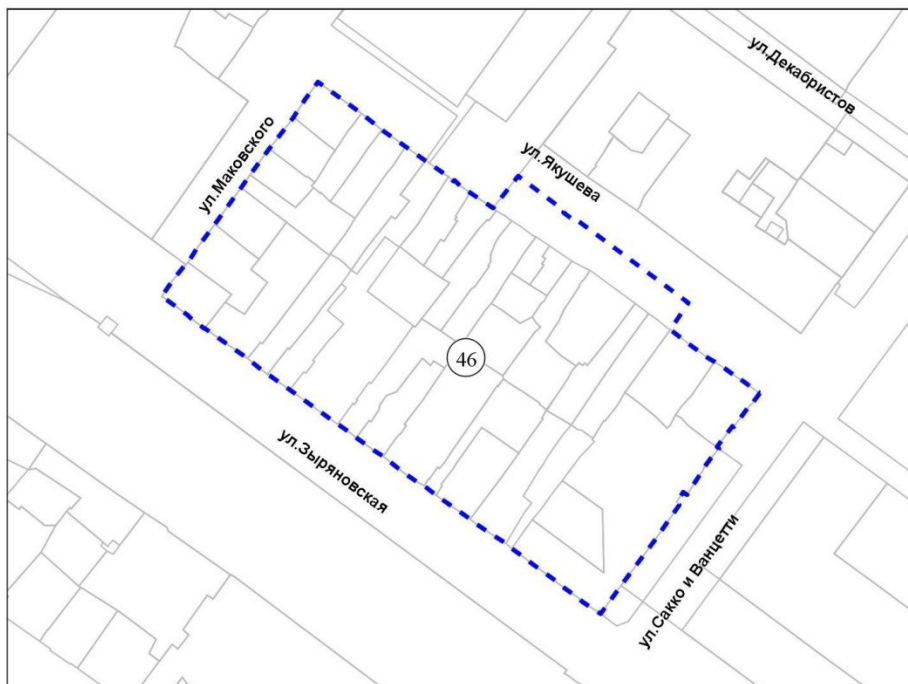 ул.Декабристов
ул.Маковского
ул.Якушева
46
ул.Зыряновская
ул.Сакко и Ванцетти